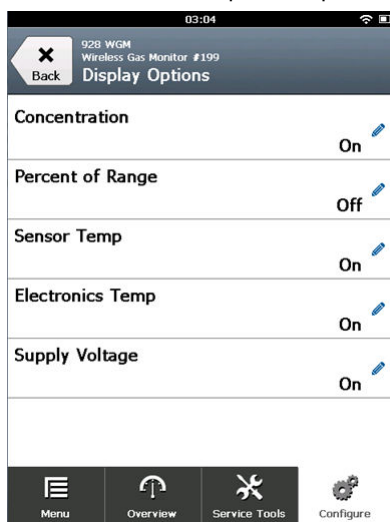 03:04
928 WGM
Wireless Gas Monitor #199
Back
Display Options
Concentration
On
Percent of Range
Off
Sensor Temp
On
Electronics Temp
On
Supply Voltage
On
Menu
Overview
Service Tools
Configure